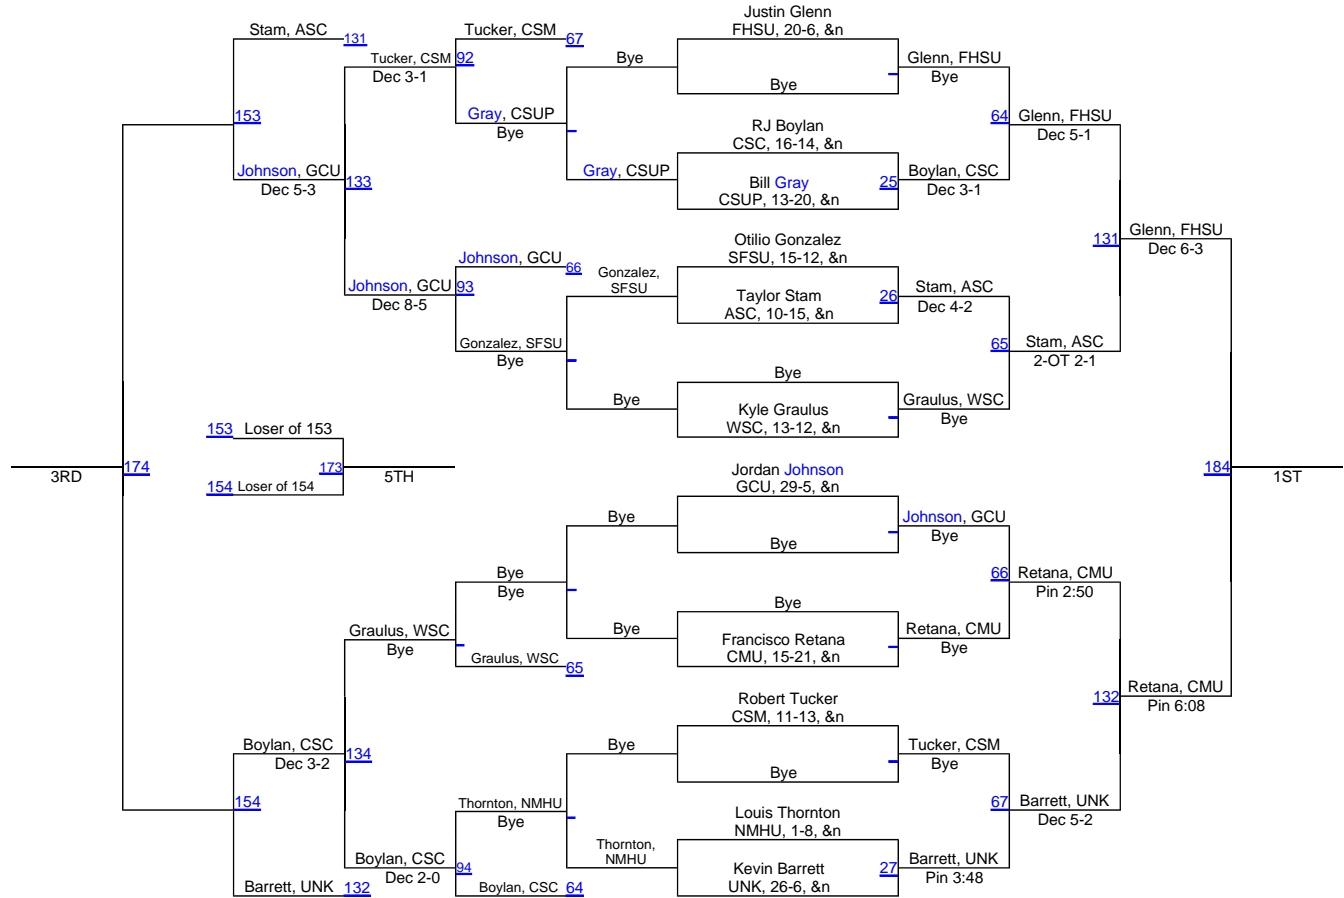 Justin Glenn
FHSU, 20-6, &n
Stam, ASC
131
Tucker, CSM
67
Tucker, CSM
92
Dec 3-1
Bye
Bye
Glenn, FHSU
Bye
Gray, CSUP
Bye
153
RJ Boylan
CSC, 16-14, &n
64
Glenn, FHSU
Dec 5-1
Johnson, GCU
Dec 5-3
133
Gray, CSUP
Bill Gray
CSUP, 13-20, &n
25
Boylan, CSC
Dec 3-1
Otilio Gonzalez
SFSU, 15-12, &n
131
Glenn, FHSU
Dec 6-3
Johnson, GCU
66
Gonzalez,
SFSU
Johnson, GCU
93
Dec 8-5
Taylor Stam
ASC, 10-15, &n
26
Stam, ASC
Dec 4-2
Gonzalez, SFSU
Bye
65
Stam, ASC
2-OT 2-1
Bye
Bye
Kyle Graulus
WSC, 13-12, &n
Graulus, WSC
Bye
153
Loser of 153
3RD
174
173
5TH
154
Loser of 154
Jordan Johnson
GCU, 29-5, &n
184
1ST
Bye
Bye
Johnson, GCU
Bye
Bye
Bye
66
Retana, CMU
Pin 2:50
Bye
Graulus, WSC
Bye
Graulus, WSC
65
Bye
Francisco Retana
CMU, 15-21, &n
Retana, CMU
Bye
Robert Tucker
CSM, 11-13, &n
132
Retana, CMU
Pin 6:08
Boylan, CSC
Dec 3-2
134
Bye
Bye
Tucker, CSM
Bye
154
Thornton, NMHU
Bye
Louis Thornton
NMHU, 1-8, &n
67
Barrett, UNK
Dec 5-2
Thornton,
NMHU
Boylan, CSC
Dec 2-0
94
Kevin Barrett
UNK, 26-6, &n
27
Barrett, UNK
Pin 3:48
Barrett, UNK
132
Boylan, CSC
64